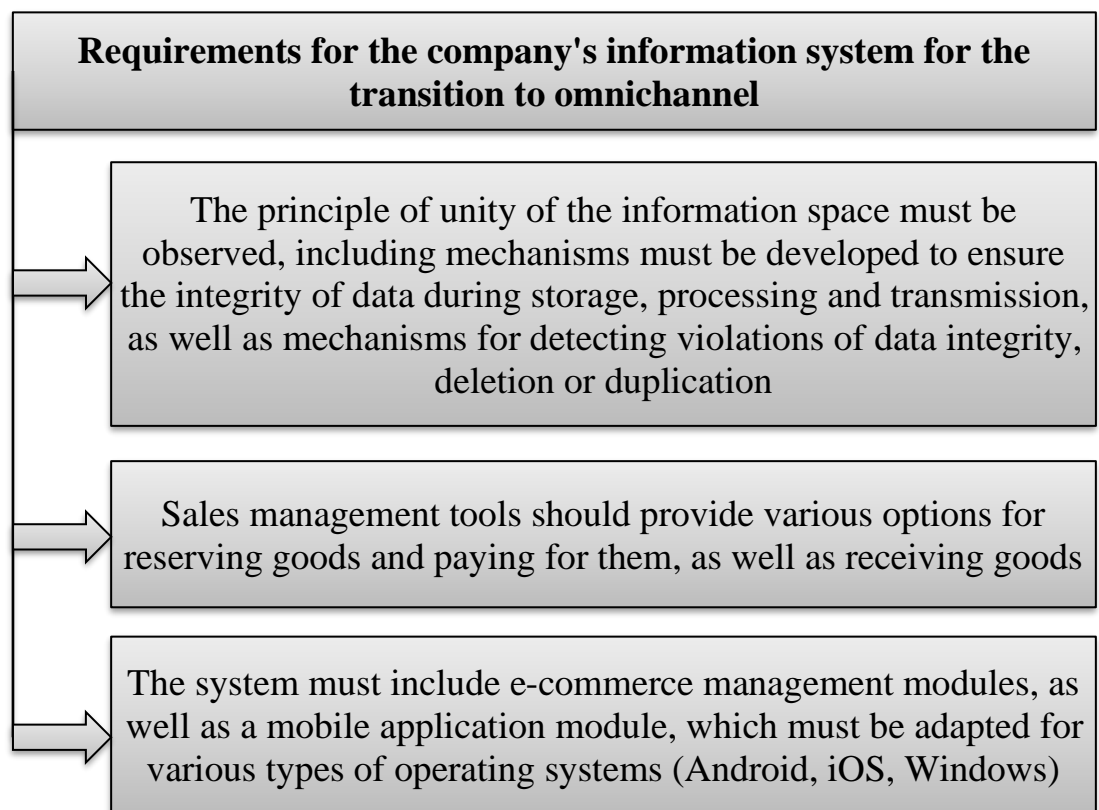 Requirements for the company's information system for the
transition to omnichannel
The principle of unity of the information space must be
observed, including mechanisms must be developed to ensure
the integrity of data during storage, processing and transmission,
as well as mechanisms for detecting violations of data integrity,
deletion or duplication
Sales management tools should provide various options for
reserving goods and paying for them, as well as receiving goods
The system must include e-commerce management modules, as
well as a mobile application module, which must be adapted for
various types of operating systems (Android, iOS, Windows)